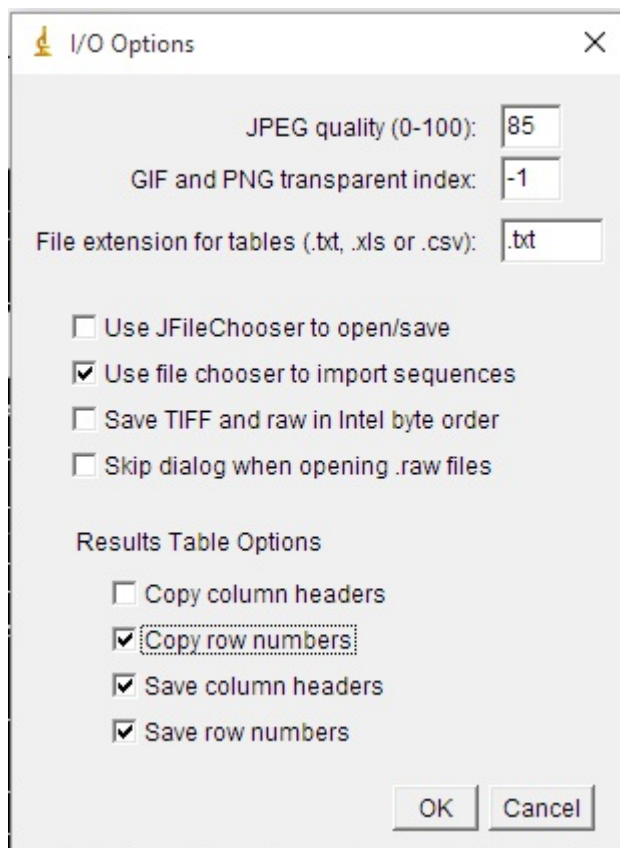 I/O Options
JPEG quality (0-100): 85
GIF and PNG transparent index: -1
File extension for tables (.txt, .xls or .csv): .txt
Use JFileChooser to open/save
Use file chooser to import sequences
Save TIFF and raw in Intel byte order
Skip dialog when opening .raw files
Results Table Options
Copy column headers
Copy row numbers
Save column headers
Save row numbers
OK Cancel